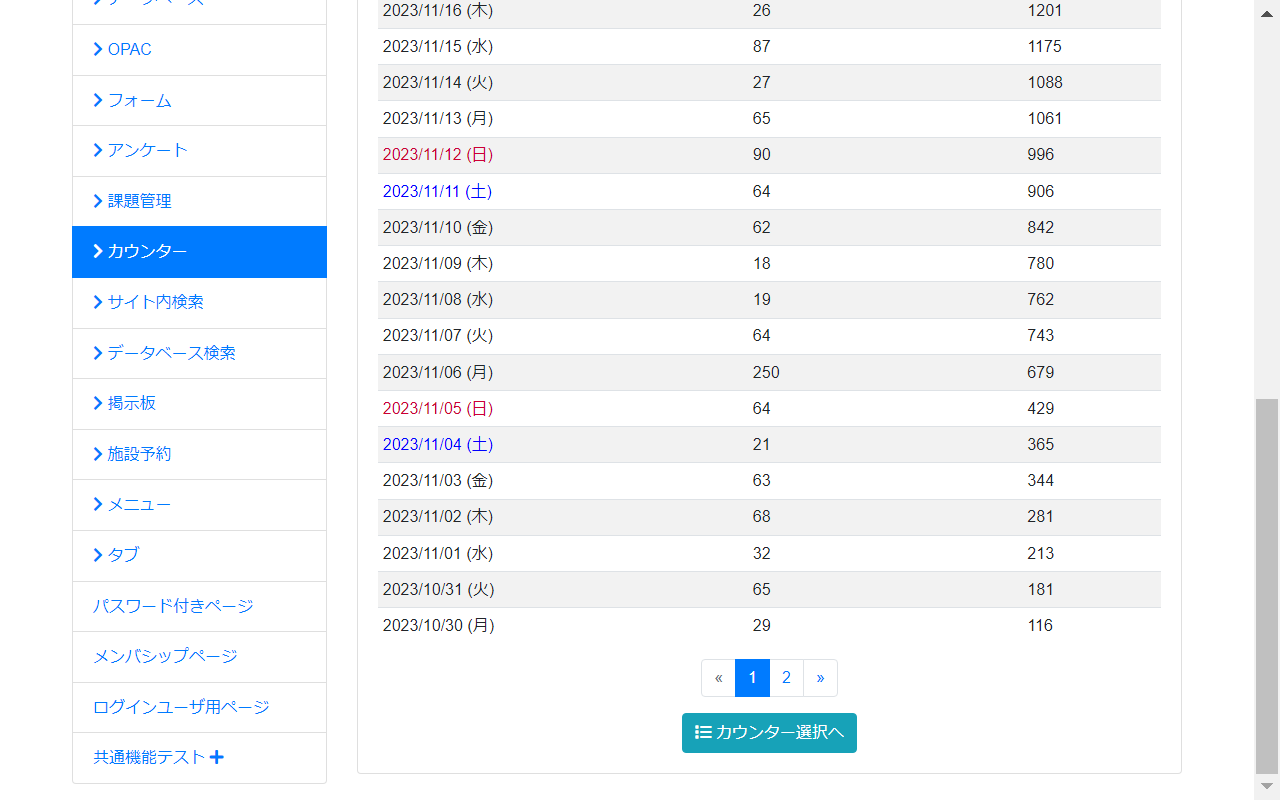 データベース
OPAC
フォーム
アンケート
課題管理
カウンター
サイト内検索
データベース検索
掲示板
施設予約
メニュー
タブ
パスワード付きページ
メンバシップページ
ログインユーザ用ページ
共通機能テスト
2023/11/16 (木) 26 1201
2023/11/15 (水) 87 1175
2023/11/14 (火) 27 1088
2023/11/13 (月) 65 1061
2023/11/12 (日) 90 996
2023/11/11 (土) 64 906
2023/11/10 (金) 62 842
2023/11/09 (木) 18 780
2023/11/08 (水) 19 762
2023/11/07 (火) 64 743
2023/11/06 (月) 250 679
2023/11/05 (日) 64 429
2023/11/04 (土) 21 365
2023/11/03 (金) 63 344
2023/11/02 (木) 68 281
2023/11/01 (水) 32 213
2023/10/31 (火) 65 181
2023/10/30 (月) 29 116
« 1 2 »
カウンター選択へ